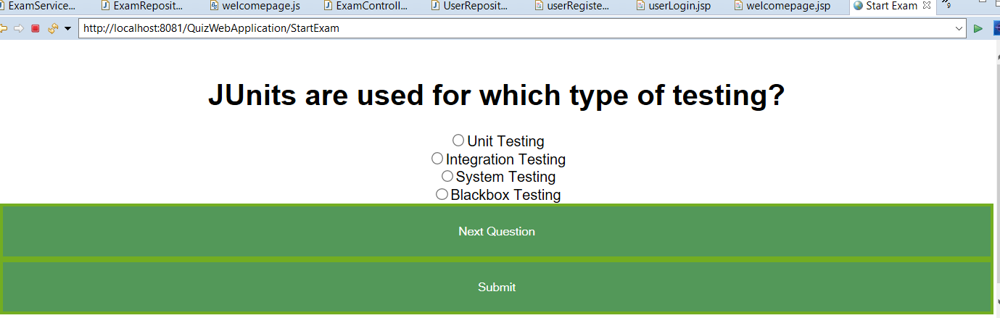 ExamService... ExamReposit... welcomepage.js ExamControll... UserReposit... userRegiste... userLogin.jsp welcomepage.jsp Start Exam 9
http://localhost:8081/QuizWebApplication/StartExam
JUnits are used for which type of testing?
Unit Testing
Integration Testing
System Testing
Blackbox Testing
Next Question
Submit